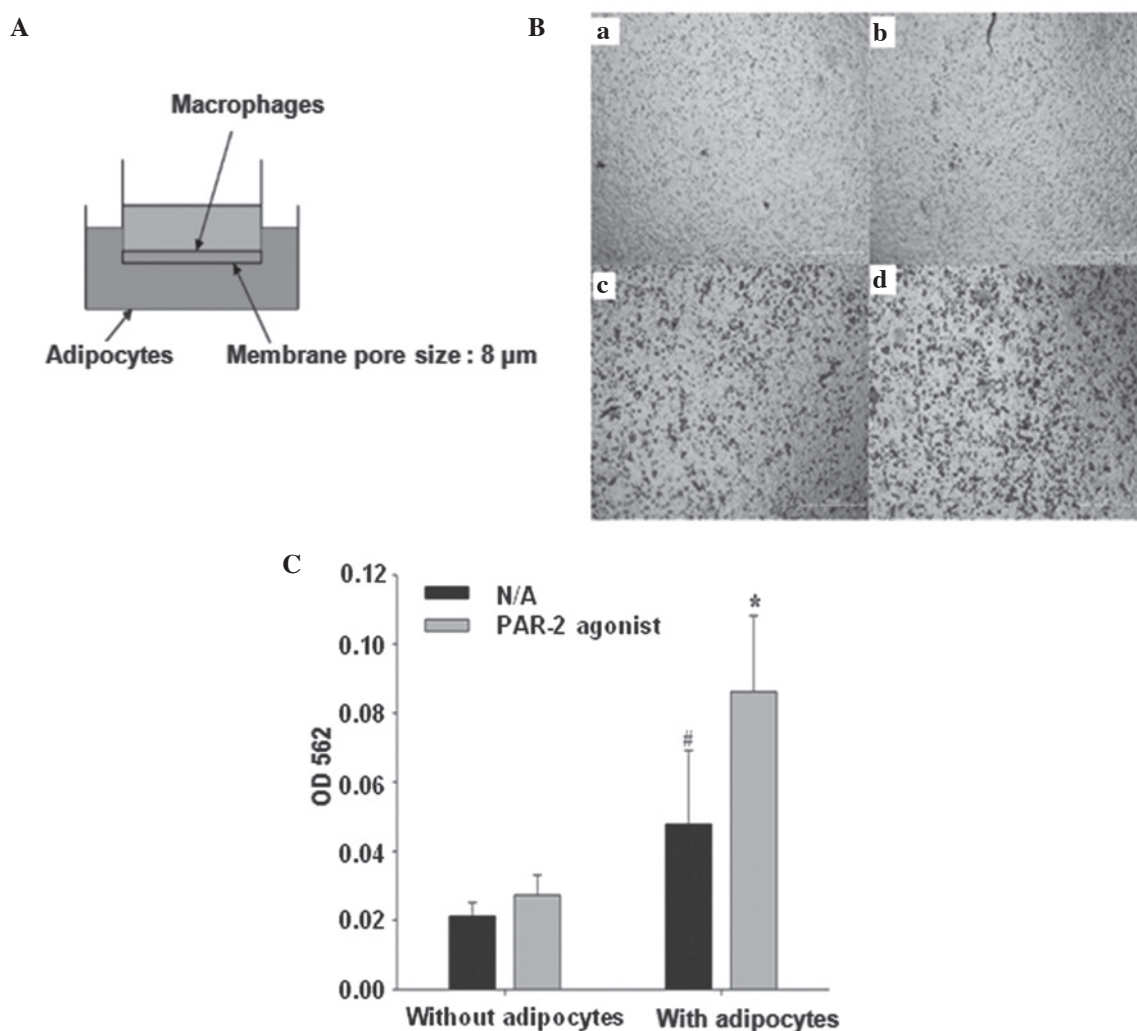 A
Macrophages
Adipocytes
Membrane pore size : 8 µm
B
a
b
c
d
C
0.12
0.10
0.08
0.06
0.04
0.02
0.00
OD 562
N/A
PAR-2 agonist
#
*
Without adipocytes
With adipocytes